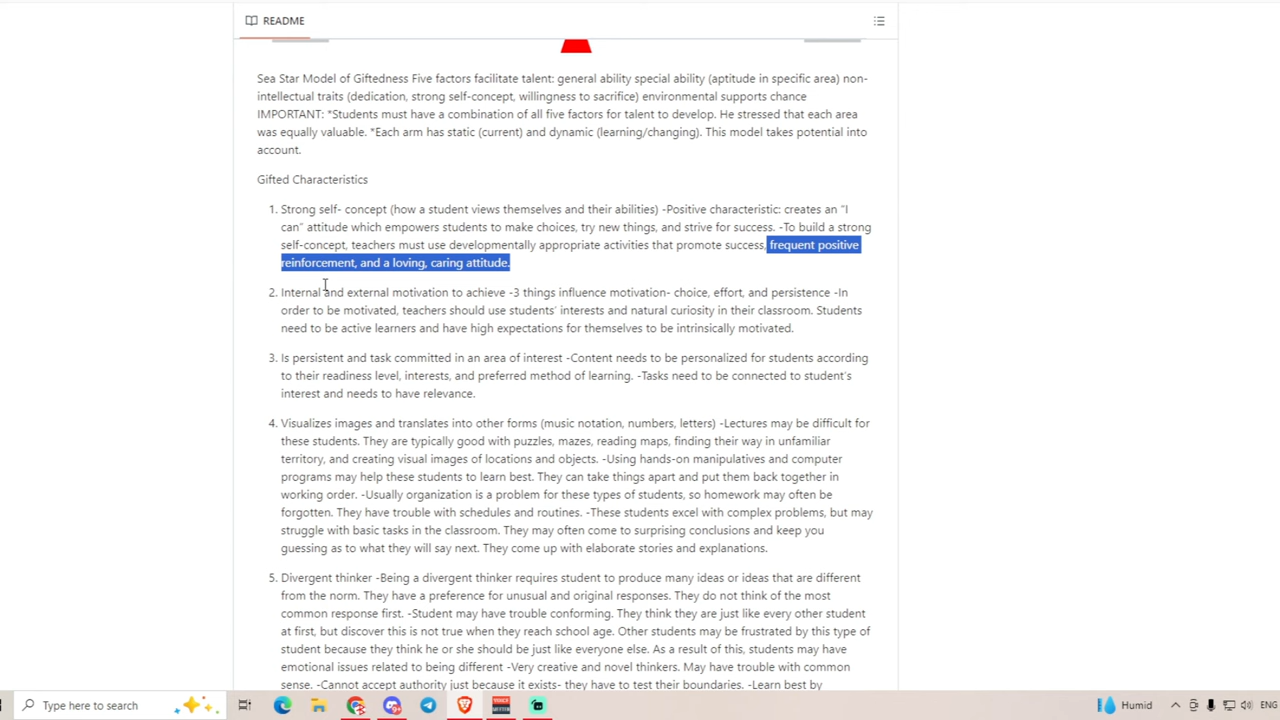 README
Sea Star Model of Giftedness Five factors facilitate talent: general ability special ability (aptitude in specific area) non-
intellectual traits (dedication, strong self-concept, willingness to sacrifice) environmental supports chance
IMPORTANT: *Students must have a combination of all five factors for talent to develop. He stressed that each area
was equally valuable. *Each arm has static (current) and dynamic (learning/changing). This model takes potential into
account.
Gifted Characteristics
1. Strong self- concept (how a student views themselves and their abilities) -Positive characteristic: creates an "I
can" attitude which empowers students to make choices, try new things, and strive for success. -To build a strong
self-concept, teachers must use developmentally appropriate activities that promote success, frequent positive
reinforcement, and a loving, caring attitude.
2. Internal and external motivation to achieve -3 things influence motivation- choice, effort, and persistence -In
order to be motivated, teachers should use students' interests and natural curiosity in their classroom. Students
need to be active learners and have high expectations for themselves to be intrinsically motivated.
3. Is persistent and task committed in an area of interest -Content needs to be personalized for students according
to their readiness level, interests, and preferred method of learning. -Tasks need to be connected to student's
interest and needs to have relevance.
4. Visualizes images and translates into other forms (music notation, numbers, letters) -Lectures may be difficult for
these students. They are typically good with puzzles, mazes, reading maps, finding their way in unfamiliar
territory, and creating visual images of locations and objects. -Using hands-on manipulatives and computer
programs may help these students to learn best. They can take things apart and put them back together in
working order. -Usually organization is a problem for these types of students, so homework may often be
forgotten. They have trouble with schedules and routines. -These students excel with complex problems, but may
struggle with basic tasks in the classroom. They may often come to surprising conclusions and keep you
guessing as to what they will say next. They come up with elaborate stories and explanations.
5. Divergent thinker -Being a divergent thinker requires student to produce many ideas or ideas that are different
from the norm. They have a preference for unusual and original responses. They do not think of the most
common response first. -Student may have trouble conforming. They think they are just like every other student
at first, but discover this is not true when they reach school age. Other students may be frustrated by this type of
student because they think he or she should be just like everyone else. As a result of this, students may have
emotional issues related to being different -Very creative and novel thinkers. May have trouble with common
sense. -Cannot accept authority just because it exists- they have to test their boundaries. -Learn best by
Type here to search
Humid
ENG